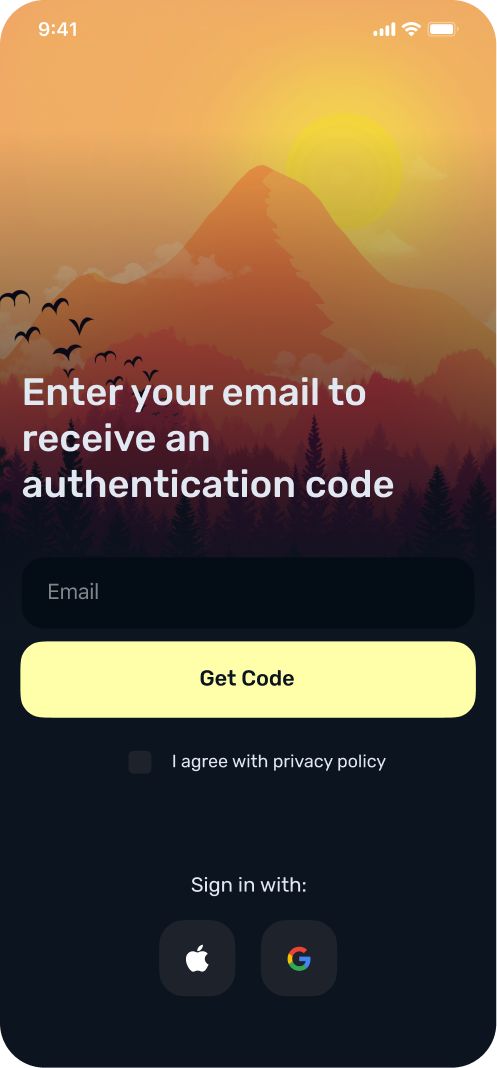 9:41
Enter your email to
receive an
authentication code
Email
Get Code
I agree with privacy policy
Sign in with: